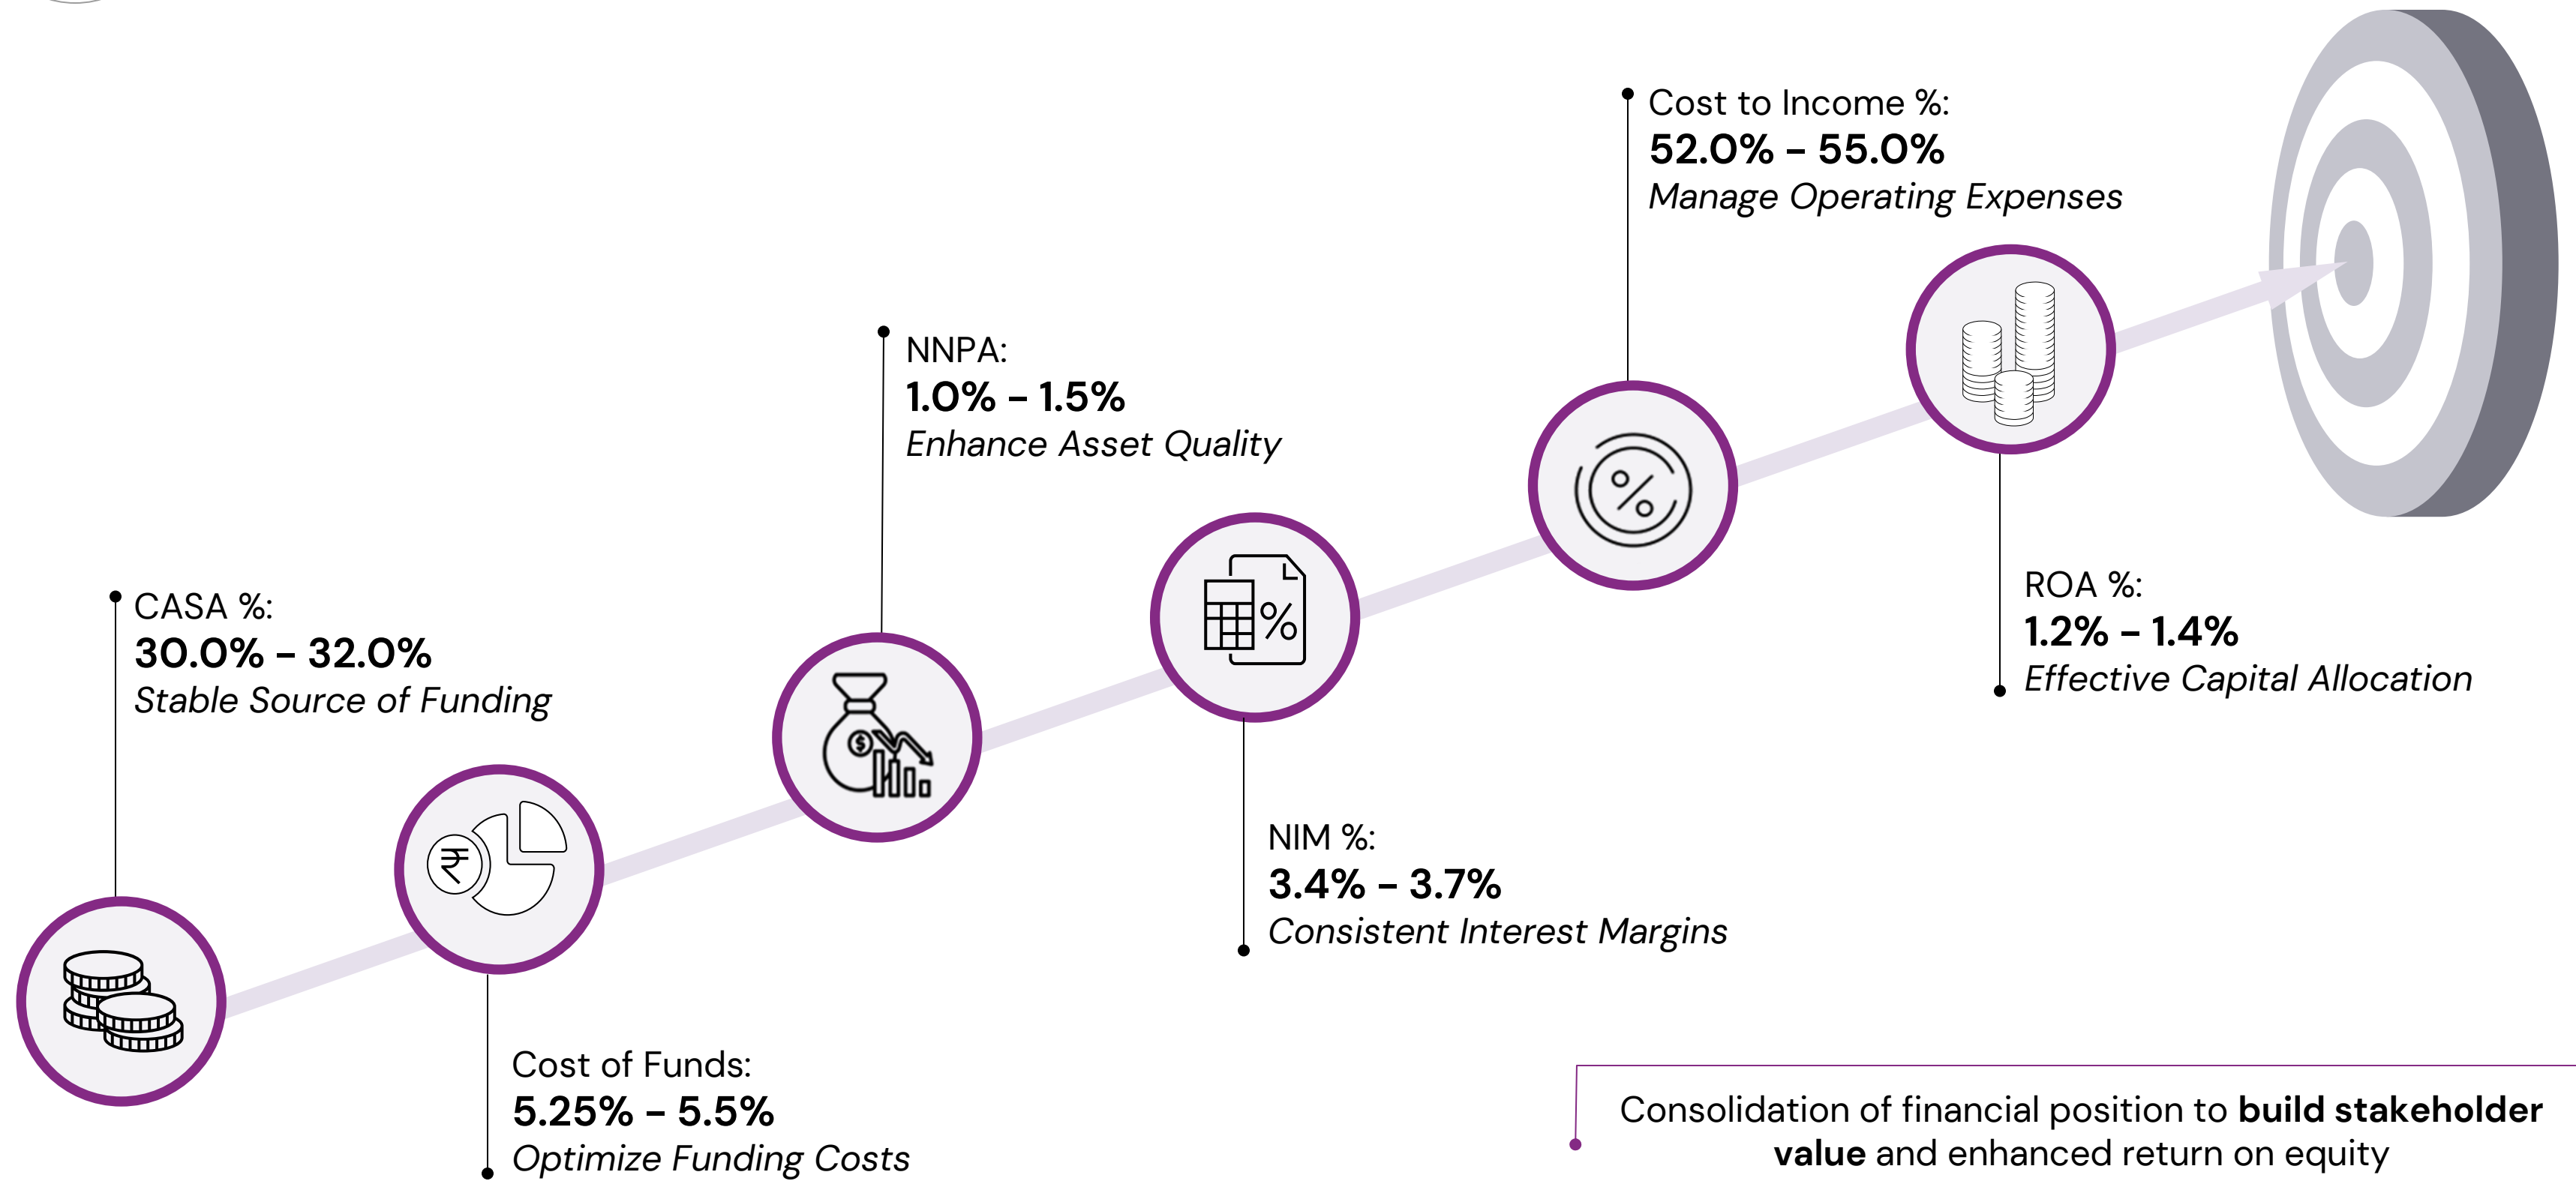 CASA %:
30.0% – 32.0%
Stable Source of Funding
Cost of Funds:
5.25% – 5.5%
Optimize Funding Costs
NNPA:
1.0% – 1.5%
Enhance Asset Quality
%
NIM %:
3.4% – 3.7%
Consistent Interest Margins
Cost to Income %:
52.0% – 55.0%
Manage Operating Expenses
%
ROA %:
1.2% – 1.4%
Effective Capital Allocation
₹
$
Consolidation of financial position to build stakeholder
value and enhanced return on equity